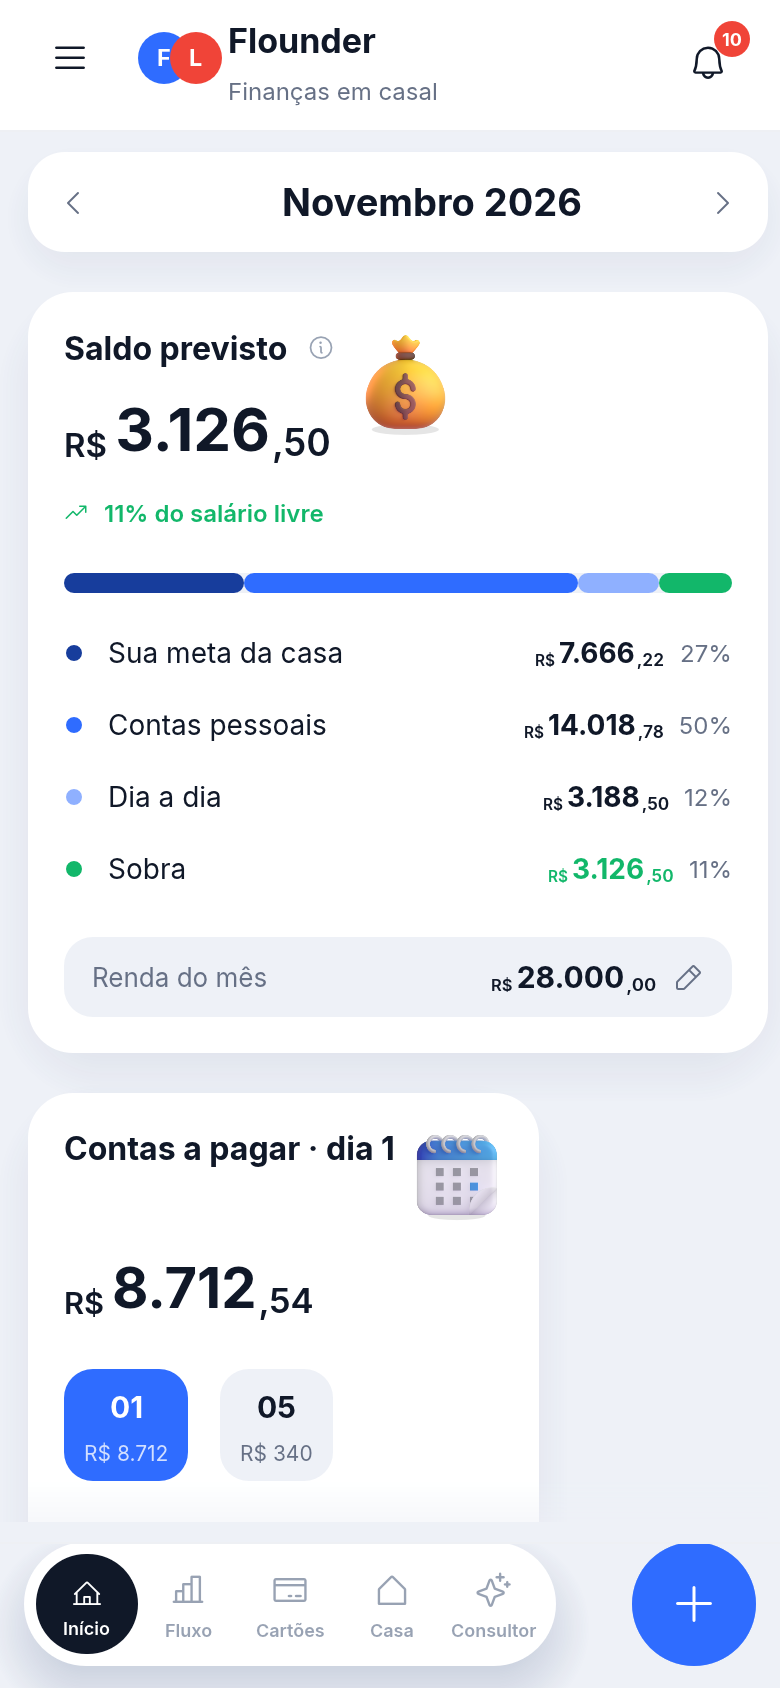 F L Flounder
Finanças em casal
10
Novembro 2026
Saldo previsto
R$ 3.126,50
11% do salário livre
Sua meta da casa R$ 7.666,22 27%
Contas pessoais R$ 14.018,78 50%
Dia a dia R$ 3.188,50 12%
Sobra R$ 3.126,50 11%
Renda do mês R$ 28.000,00
Contas a pagar · dia 1
R$ 8.712,54
01 05
R$ 8.712 R$ 340
Início Fluxo Cartões Casa Consultor